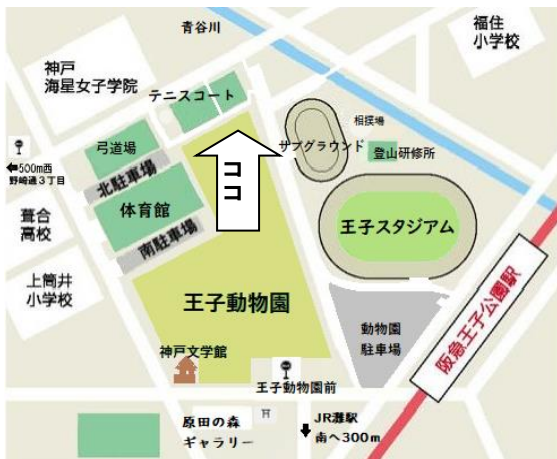 青谷川
福住
小学校
神戸
海星女子学院
テニスコート
相撲場
サブグラウンド
登山研修所
弓道場
北駐車場
←500m西
野崎通3丁目
ココ
体育館
葺合
高校
南駐車場
王子スタジアム
上筒井
小学校
王子動物園
阪急王子公園駅
動物園
駐車場
神戸文学館
王子動物園前
原田の森
ギャラリー
JR灘駅
南へ300m